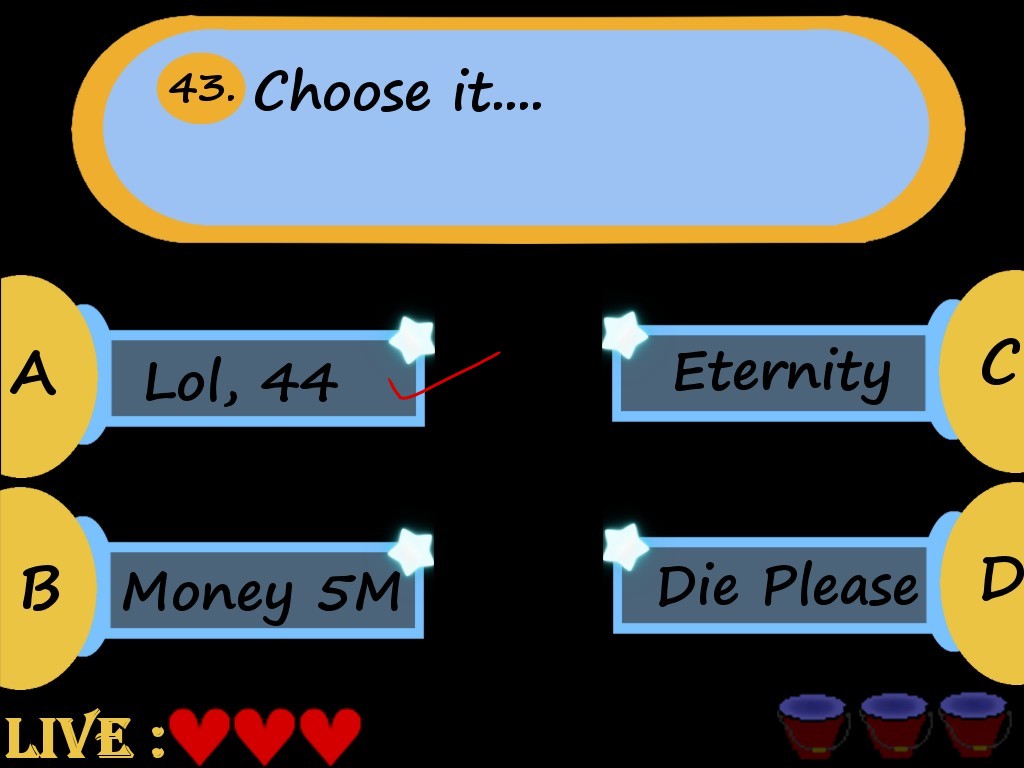 43. Choose it....
A Lol, 44
C Eternity
B Money 5M
D Die Please
LIVE :